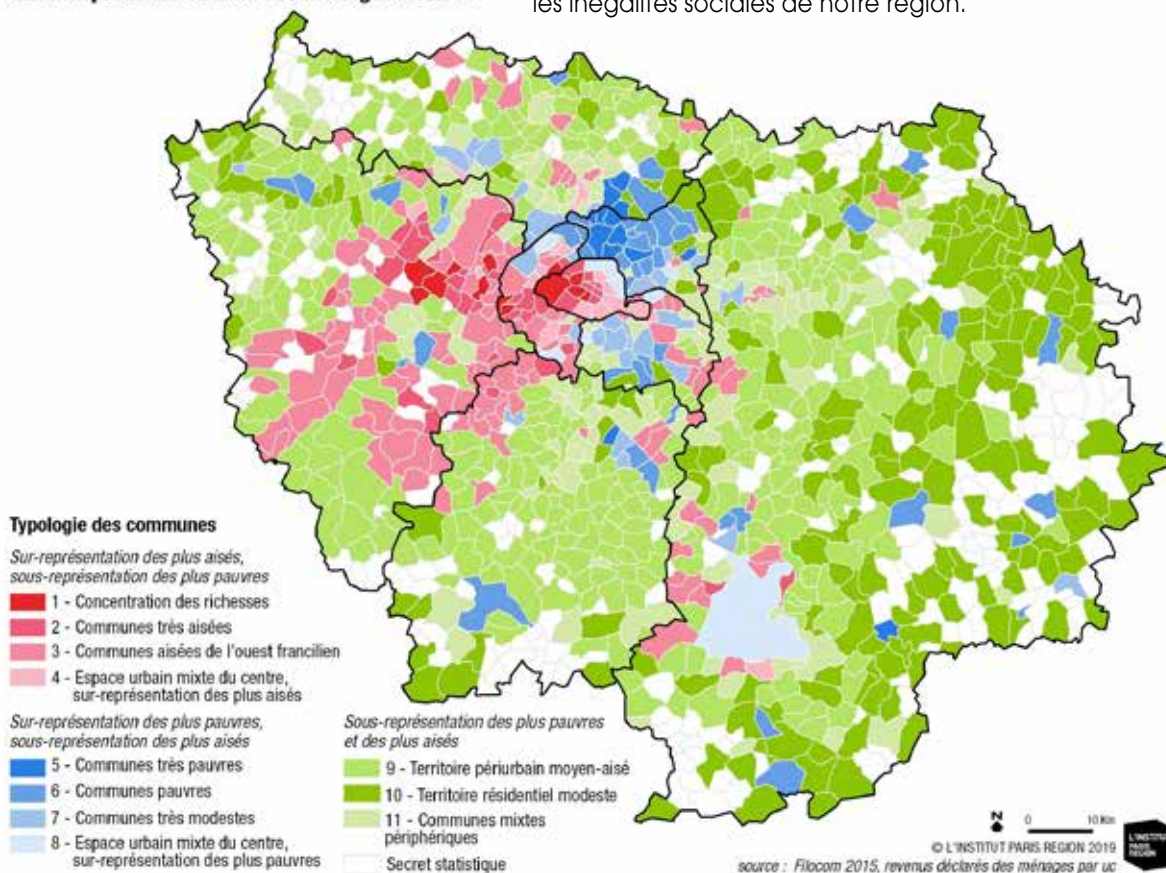 les inégalités sociales de notre région.
Typologie des communes
Sur-représentation des plus aisés,
sous-représentation des plus pauvres
1 - Concentration des richesses
2 - Communes très aisées
3 - Communes aisées de l'ouest francilien
4 - Espace urbain mixte du centre,
sur-représentation des plus aisés
Sur-représentation des plus pauvres,
sous-représentation des plus aisés
5 - Communes très pauvres
6 - Communes pauvres
7 - Communes très modestes
8 - Espace urbain mixte du centre,
sur-représentation des plus pauvres
Sous-représentation des plus pauvres
et des plus aisés
9 - Territoire périurbain moyen-aisé
10 - Territoire résidentiel modeste
11 - Communes mixtes
périphériques
Secret statistique
N
0 10 Km
© L'INSTITUT PARIS REGION 2019
source : Filocom 2015, revenus déclarés des ménages par uc
L'INSTITUT
PARIS
REGION